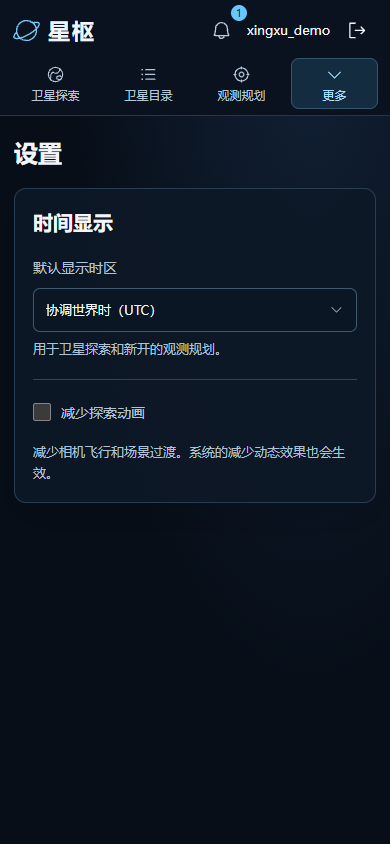 星枢
1
xingxu_demo
卫星探索
卫星目录
观测规划
更多
设置
时间显示
默认显示时区
协调世界时（UTC）
用于卫星探索和新开的观测规划。
减少探索动画
减少相机飞行和场景过渡。系统的减少动态效果也会生
效。